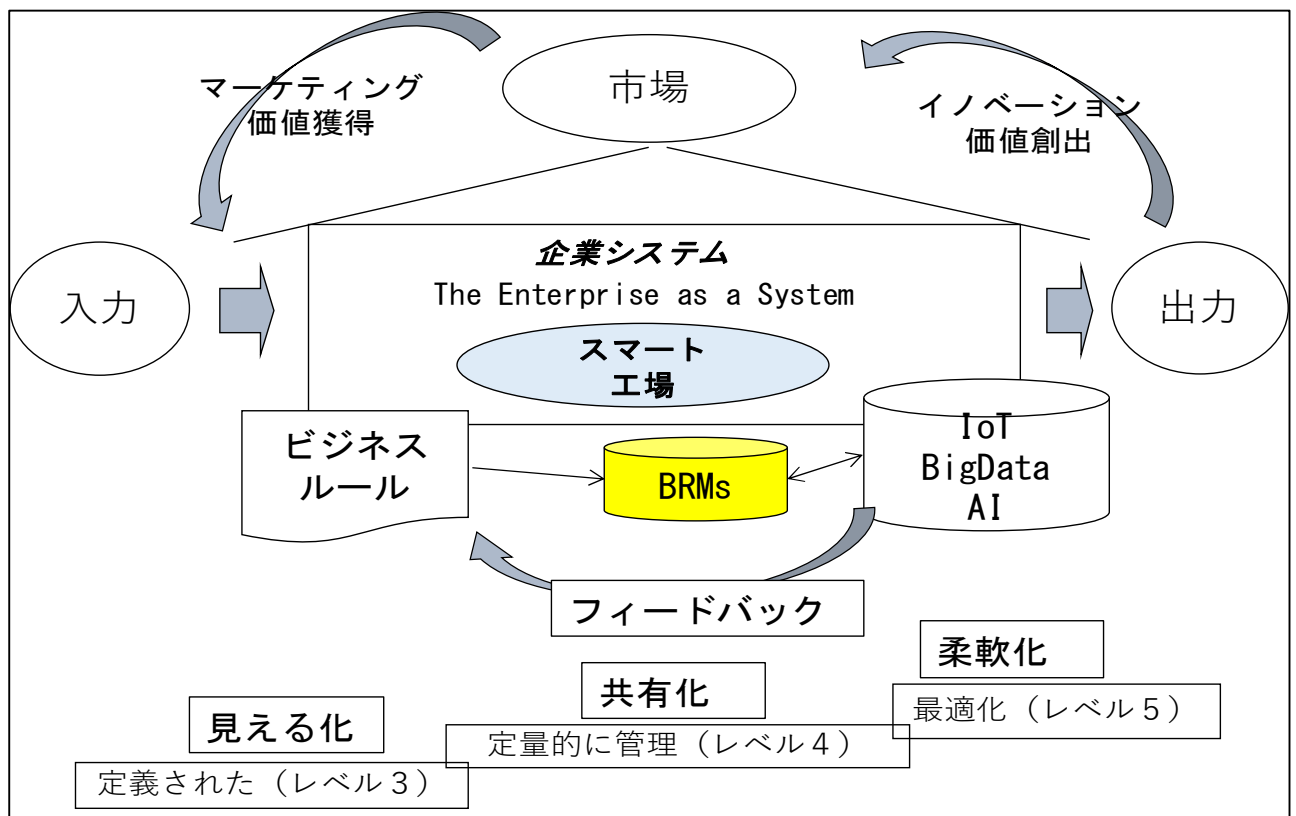 市場
マーケティング
価値獲得
イノベーション
価値創出
企業システム
The Enterprise as a System
入力
出力
スマート
工場
ビジネス
ルール
BRMs
IoT
BigData
AI
フィードバック
柔軟化
最適化（レベル５）
共有化
定量的に管理（レベル４）
見える化
定義された（レベル３）